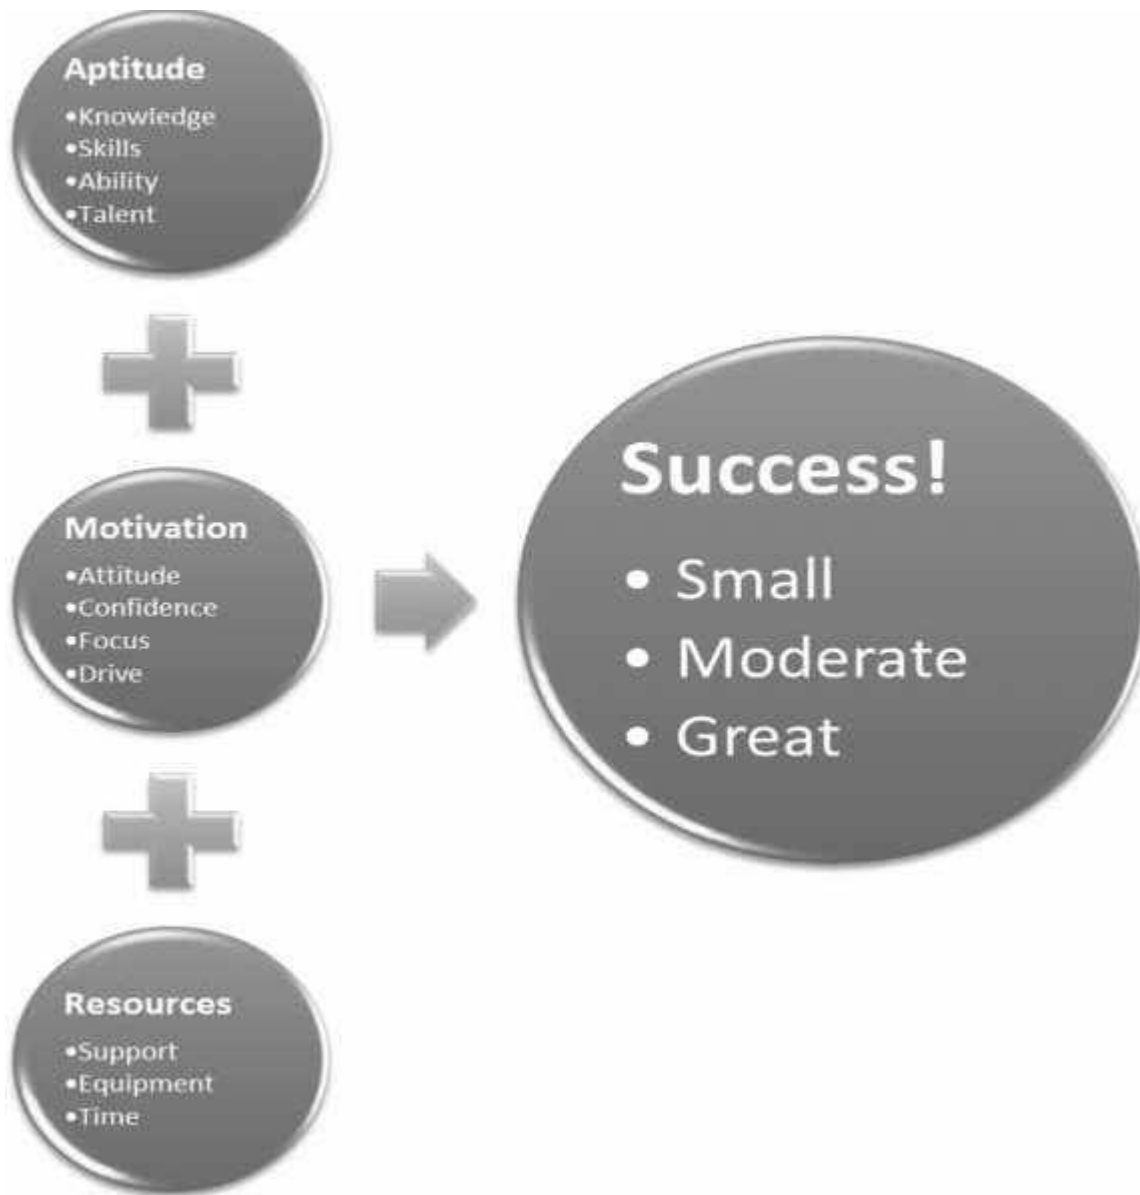 Aptitude
•Knowledge
•Skills
•Ability
•Talent
Motivation
•Attitude
•Confidence
•Focus
•Drive
Resources
•Support
•Equipment
•Time
Success!
• Small
• Moderate
• Great